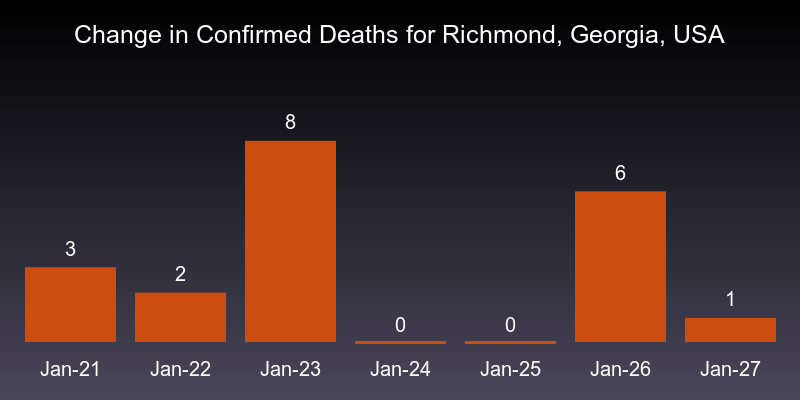 Change in Confirmed Deaths for Richmond, Georgia, USA
3
2
8
0
0
6
1
Jan-21
Jan-22
Jan-23
Jan-24
Jan-25
Jan-26
Jan-27